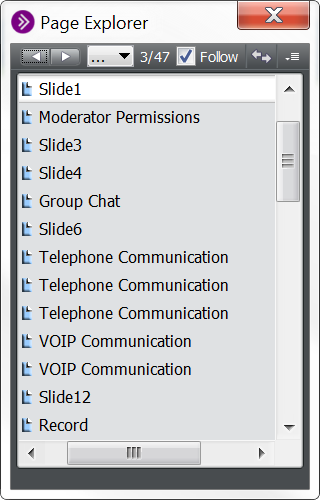 Page Explorer
... 3/47 Follow
Slide1
Moderator Permissions
Slide3
Slide4
Group Chat
Slide6
Telephone Communication
Telephone Communication
Telephone Communication
VOIP Communication
VOIP Communication
Slide12
Record